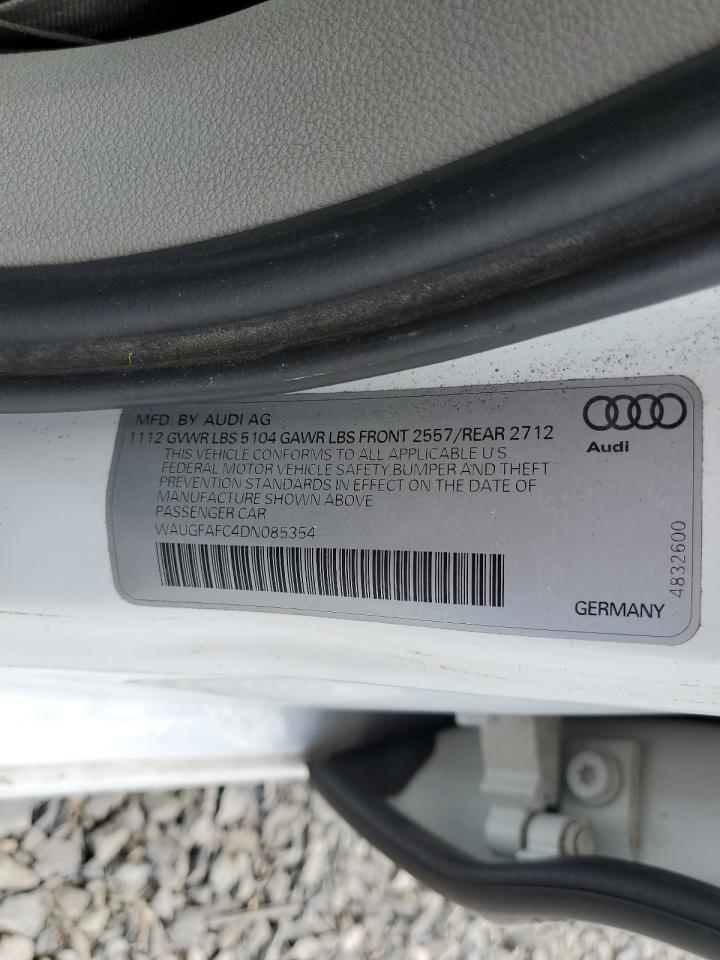 MFD. BY AUDI AG
1112 GVWR LBS 5104 GAWR LBS FRONT 2557/REAR 2712
THIS VEHICLE CONFORMS TO ALL APPLICABLE U.S
FEDERAL MOTOR VEHICLE SAFETY,BUMPER AND THEFT
PREVENTION STANDARDS IN EFFECT ON THE DATE OF
MANUFACTURE SHOWN ABOVE
PASSENGER CAR
WAUGFAFC4DN085354
Audi
GERMANY
4832600